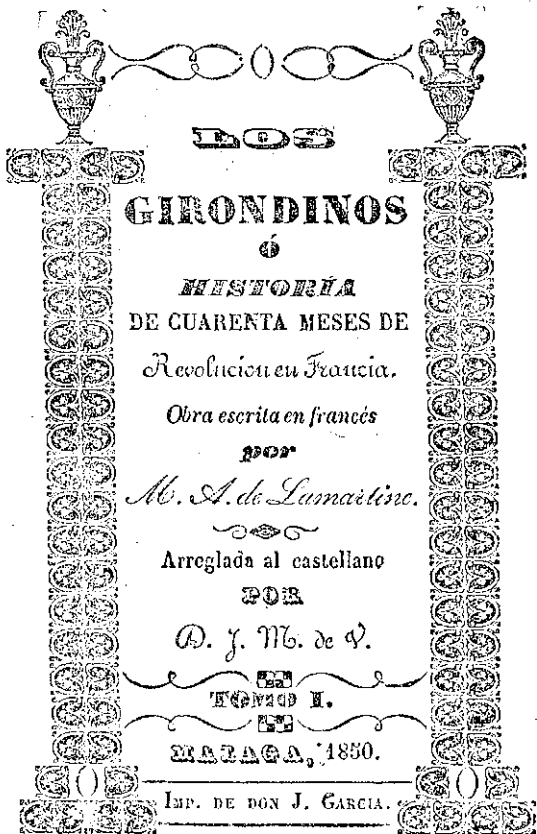 LOS
GIRONDINOS
ó
HISTORÍA
DE CUARENTA MESES DE
Revolucion en Francia.
Obra escrita en francés
por
M. A. de Lamartine.
Arreglada al castellano
POR
D. J. M. de V.
TOMO I.
MALAGA, 1850.
IMP. DE DON J. GARCIA.